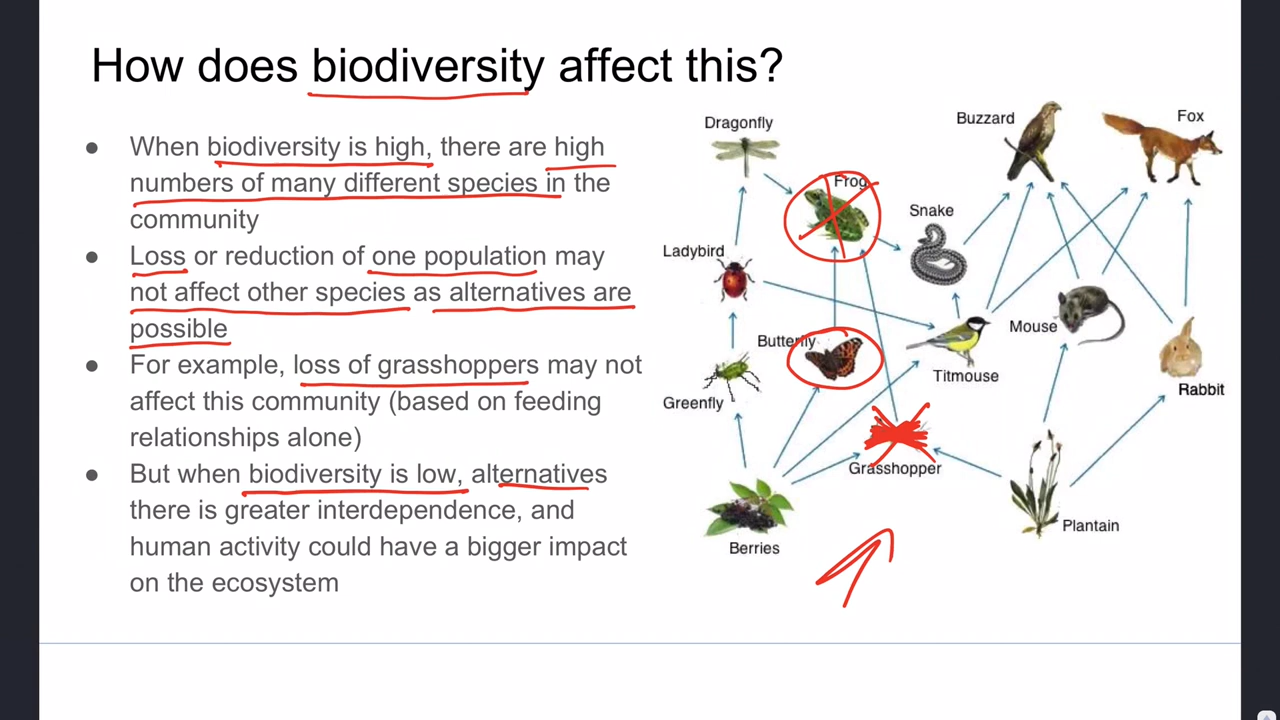 How does biodiversity affect this?
● When biodiversity is high, there are high
numbers of many different species in the
community
● Loss or reduction of one population may
not affect other species as alternatives are
possible
● For example, loss of grasshoppers may not
affect this community (based on feeding
relationships alone)
● But when biodiversity is low, alternatives
there is greater interdependence, and
human activity could have a bigger impact
on the ecosystem
Dragonfly
Buzzard
Fox
Frog
Snake
Ladybird
Mouse
Butterfly
Titmouse
Rabbit
Greenfly
Grasshopper
Plantain
Berries